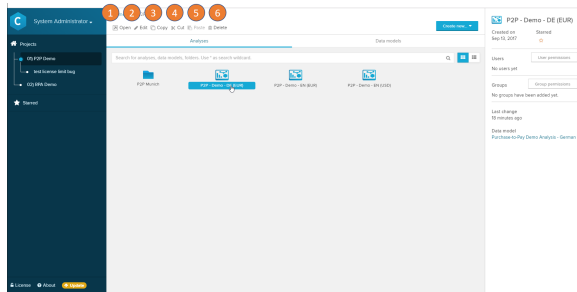 C System Administrator
1 2 3 4 5 6
Open Edit Copy Cut Paste Delete
Create new...
Projects
01) P2P Demo
test license limit bug
02) BPA Demo
Starred
Analyses Data models
Search for analyses, data models, folders. Use * as search wildcard.
P2P Munich
P2P - Demo - DE (EUR)
P2P - Demo - EN (EUR)
P2P - Demo - EN (USD)
P2P - Demo - DE (EUR)
Created on Starred
Sep 13, 2017
Users User permissions
No users yet
Groups Group permissions
No groups have been added yet.
Last change
18 minutes ago
Data model
Purchase-to-Pay Demo Analysis - German
License About Update